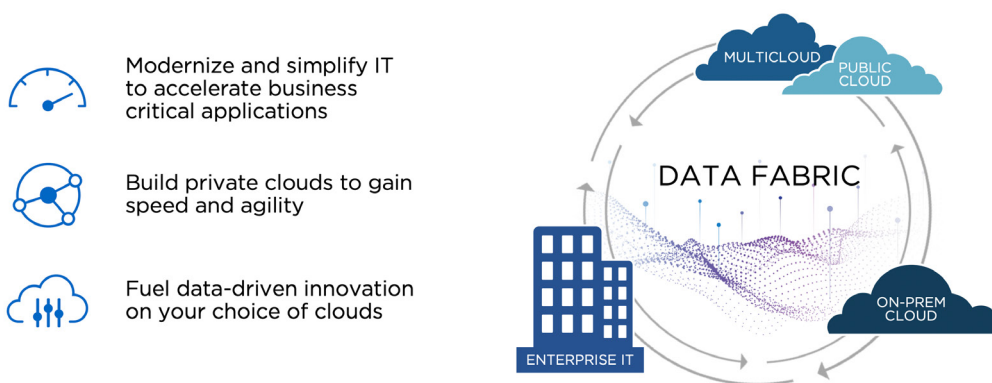 Modernize and simplify IT
to accelerate business
critical applications
Build private clouds to gain
speed and agility
Fuel data-driven innovation
on your choice of clouds
MULTICLOUD
PUBLIC
CLOUD
DATA FABRIC
ON-PREM
CLOUD
ENTERPRISE IT